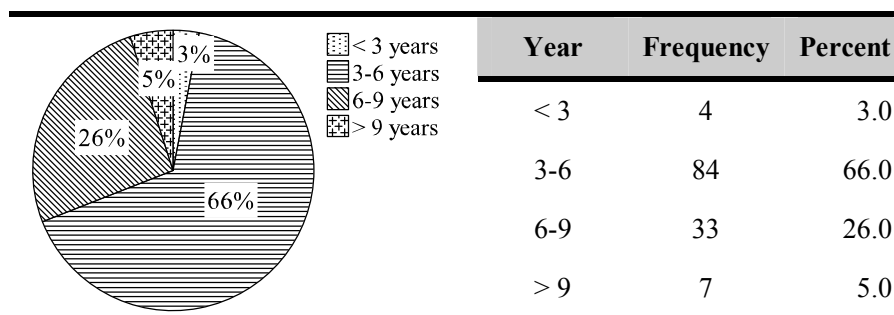 3%
5%
26%
66%
< 3 years
3-6 years
6-9 years
> 9 years
Year Frequency Percent
< 3 4 3.0
3-6 84 66.0
6-9 33 26.0
> 9 7 5.0